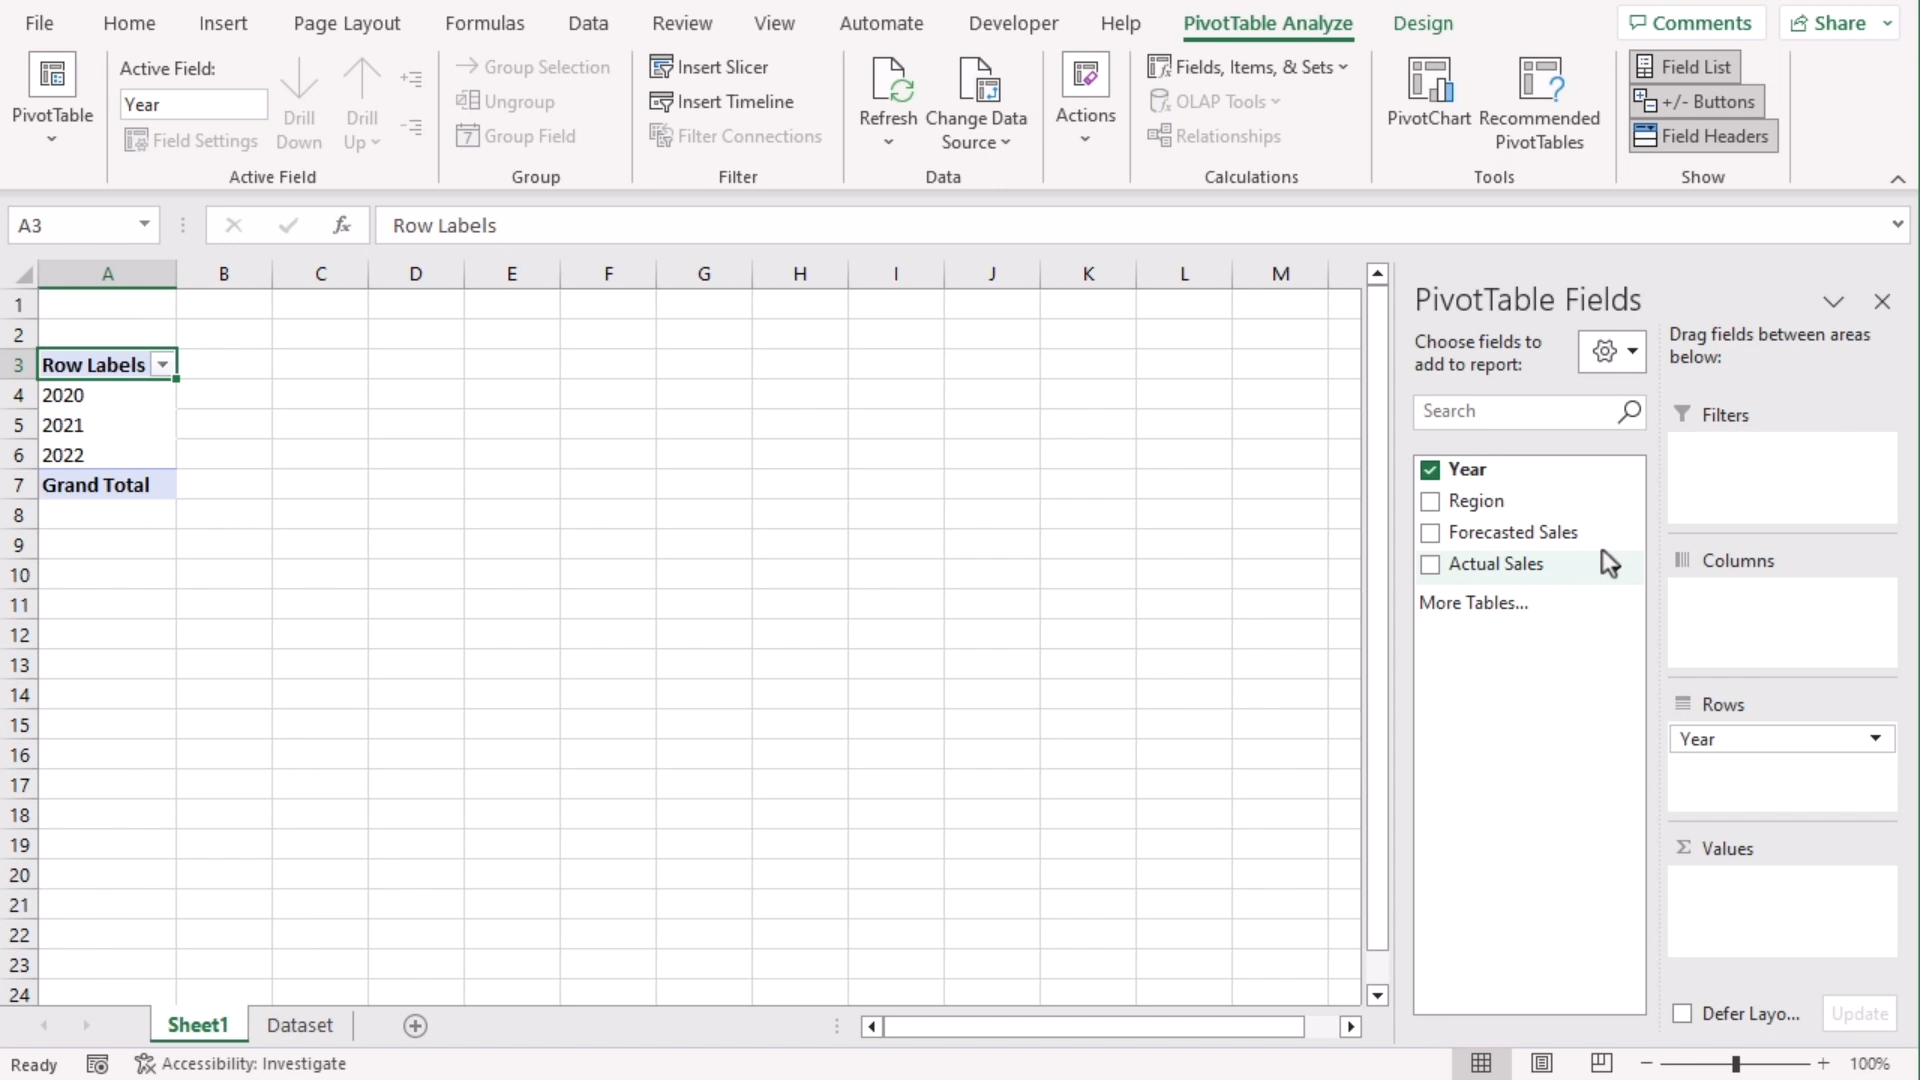 File Home Insert Page Layout Formulas Data Review View Automate Developer Help PivotTable Analyze Design Comments Share
PivotTable
Active Field:
Year
Field Settings
Drill Down
Drill Up
Active Field
Group Selection
Ungroup
7 Group Field
Group
Insert Slicer
Insert Timeline
Filter Connections
Filter
Refresh
Change Data Source
Data
Actions
Fields, Items, & Sets
OLAP Tools
Relationships
Calculations
PivotChart
Recommended PivotTables
Tools
Field List
+/- Buttons
Field Headers
Show
A3 fx Row Labels
A B C D E F G H I J K L M
1
2
3 Row Labels
4 2020
5 2021
6 2022
7 Grand Total
8
9
10
11
12
13
14
15
16
17
18
19
20
21
22
23
24
PivotTable Fields
Choose fields to
add to report:
Search
Year
Region
Forecasted Sales
Actual Sales
More Tables...
Drag fields between areas
below:
Filters
Columns
Rows
Year
Σ Values
Defer Layo... Update
Sheet1 Dataset
Ready Accessibility: Investigate 100%